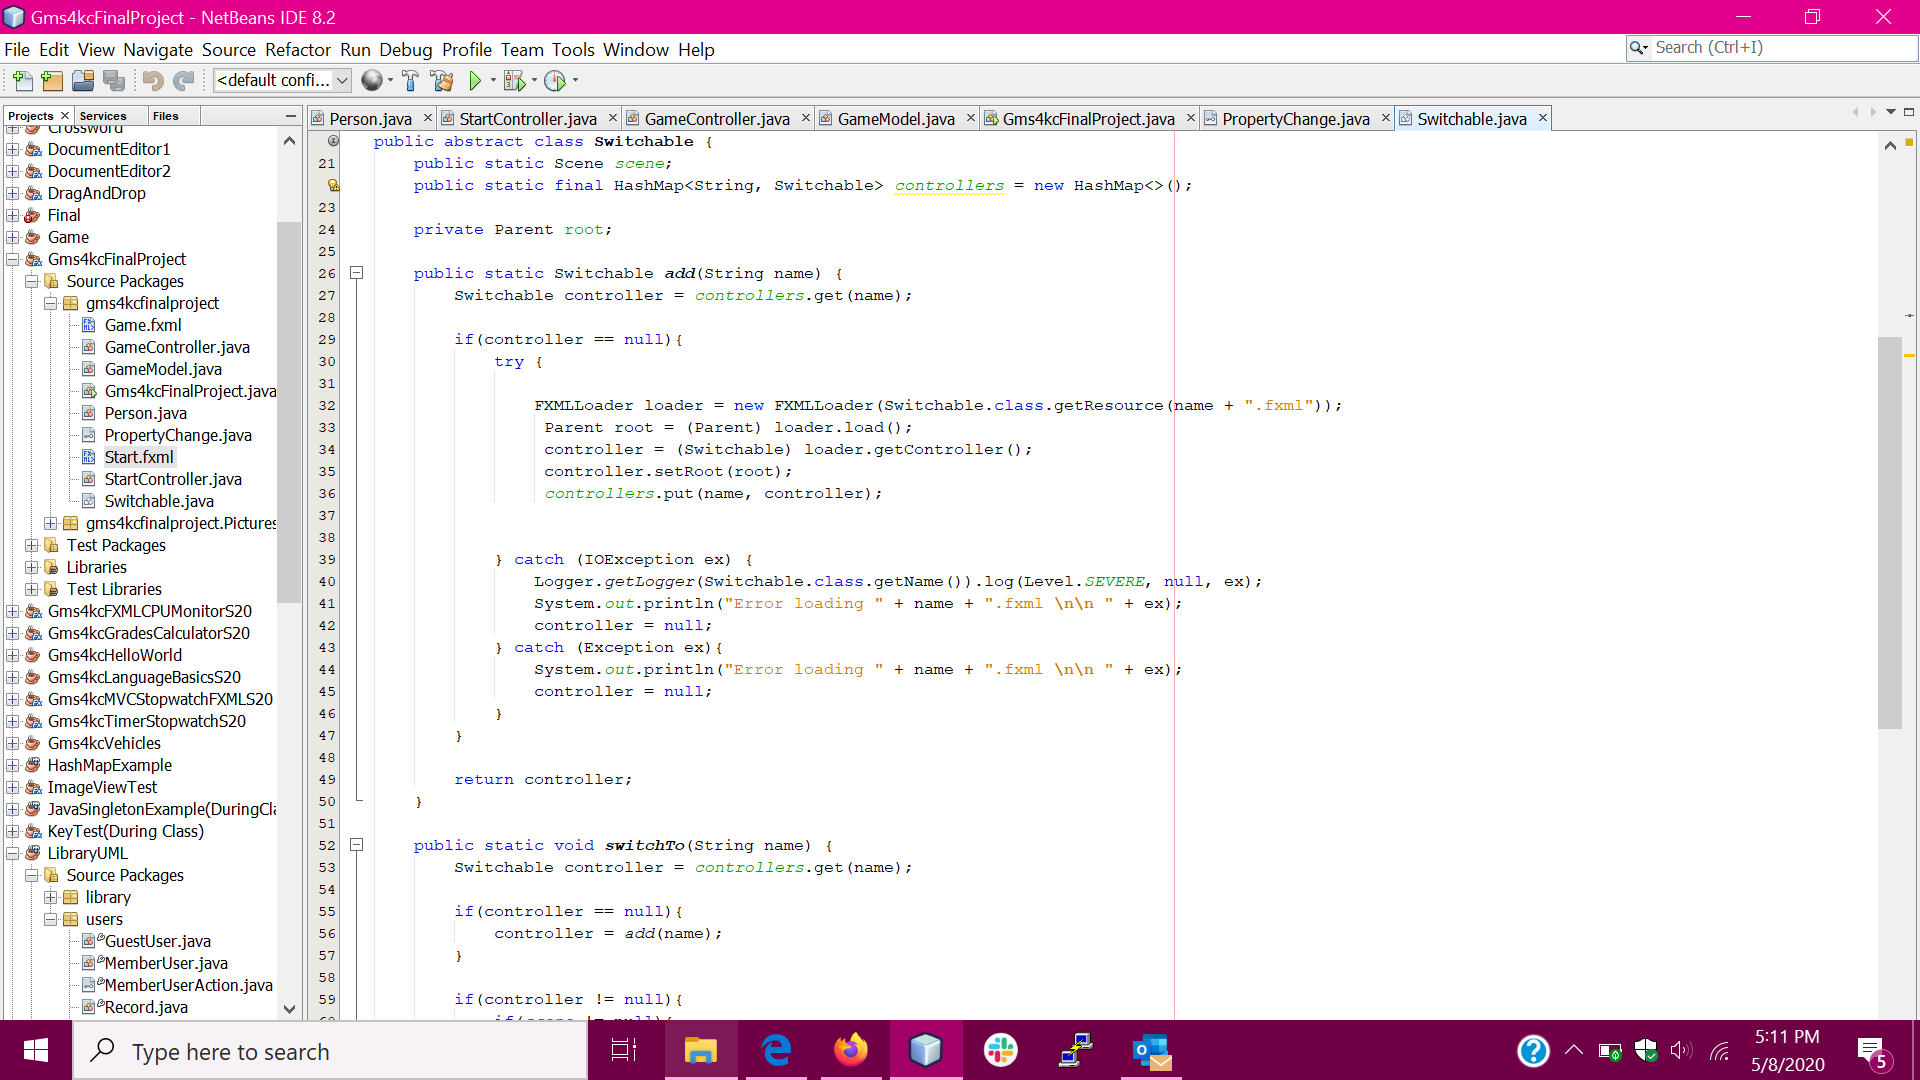 Gms4kcFinalProject - NetBeans IDE 8.2
File Edit View Navigate Source Refactor Run Debug Profile Team Tools Window Help
Search (Ctrl+I)
<default confi...
Projects Services Files
Person.java StartController.java GameController.java GameModel.java Gms4kcFinalProject.java PropertyChange.java Switchable.java
Crossword
DocumentEditor1
DocumentEditor2
DragAndDrop
Final
Game
Gms4kcFinalProject
Source Packages
gms4kcfinalproject
Game.fxml
GameController.java
GameModel.java
Gms4kcFinalProject.java
Person.java
PropertyChange.java
Start.fxml
StartController.java
Switchable.java
gms4kcfinalproject.Pictures
Test Packages
Libraries
Test Libraries
Gms4kcFXMLCPUMonitorS20
Gms4kcGradesCalculatorS20
Gms4kcHelloWorld
Gms4kcLanguageBasicsS20
Gms4kcMVCStopwatchFXMLS20
Gms4kcTimerStopwatchS20
Gms4kcVehicles
HashMapExample
ImageViewTest
JavaSingletonExample(DuringCla
KeyTest(During Class)
LibraryUML
Source Packages
library
users
GuestUser.java
MemberUser.java
MemberUserAction.java
Record.java
public abstract class Switchable {
21 public static Scene scene;
public static final HashMap<String, Switchable> controllers = new HashMap<>();
23
24 private Parent root;
25
26 public static Switchable add(String name) {
27 Switchable controller = controllers.get(name);
28
29 if(controller == null){
30 try {
31
32 FXMLLoader loader = new FXMLLoader(Switchable.class.getResource(name + ".fxml"));
33 Parent root = (Parent) loader.load();
34 controller = (Switchable) loader.getController();
35 controller.setRoot(root);
36 controllers.put(name, controller);
37
38
39 } catch (IOException ex) {
40 Logger.getLogger(Switchable.class.getName()).log(Level.SEVERE, null, ex);
41 System.out.println("Error loading " + name + ".fxml \n\n " + ex);
42 controller = null;
43 } catch (Exception ex){
44 System.out.println("Error loading " + name + ".fxml \n\n " + ex);
45 controller = null;
46 }
47 }
48
49 return controller;
50 }
51
52 public static void switchTo(String name) {
53 Switchable controller = controllers.get(name);
54
55 if(controller == null){
56 controller = add(name);
57 }
58
59 if(controller != null){
Type here to search
5:11 PM
5/8/2020
5